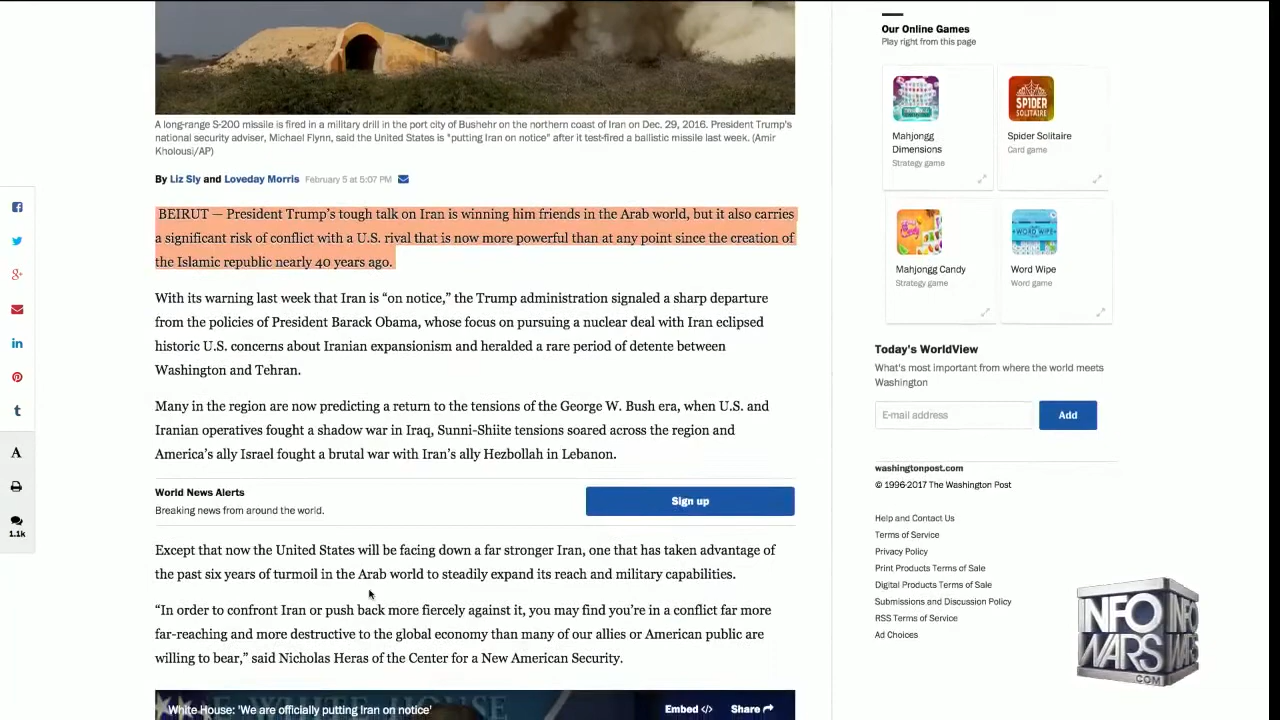 A long-range S-200 missile is fired in a military drill in the port city of Bushehr on the northern coast of Iran on Dec. 29, 2016. President Trump's
national security adviser, Michael Flynn, said the United States is "putting Iran on notice" after it test-fired a ballistic missile last week. (Amir
Kholousi/AP)
By Liz Sly and Loveday Morris February 5 at 5:07 PM
BEIRUT — President Trump's tough talk on Iran is winning him friends in the Arab world, but it also carries
a significant risk of conflict with a U.S. rival that is now more powerful than at any point since the creation of
the Islamic republic nearly 40 years ago.
With its warning last week that Iran is “on notice,” the Trump administration signaled a sharp departure
from the policies of President Barack Obama, whose focus on pursuing a nuclear deal with Iran eclipsed
historic U.S. concerns about Iranian expansionism and heralded a rare period of detente between
Washington and Tehran.
Many in the region are now predicting a return to the tensions of the George W. Bush era, when U.S. and
Iranian operatives fought a shadow war in Iraq, Sunni-Shiite tensions soared across the region and
America's ally Israel fought a brutal war with Iran's ally Hezbollah in Lebanon.
World News Alerts
Breaking news from around the world.
Sign up
Except that now the United States will be facing down a far stronger Iran, one that has taken advantage of
the past six years of turmoil in the Arab world to steadily expand its reach and military capabilities.
“In order to confront Iran or push back more fiercely against it, you may find you're in a conflict far more
far-reaching and more destructive to the global economy than many of our allies or American public are
willing to bear,” said Nicholas Heras of the Center for a New American Security.
White House: 'We are officially putting Iran on notice'
Embed </>
Share
A
1.1k
Our Online Games
Play right from this page
Mahjongg
Dimensions
Strategy game
SPIDER
SOLITAIRE
Spider Solitaire
Card game
Mahjongg Candy
Strategy game
WORD WIPE
Word Wipe
Word game
Today's WorldView
What's most important from where the world meets
Washington
E-mail address
Add
washingtonpost.com
© 1996-2017 The Washington Post
Help and Contact Us
Terms of Service
Privacy Policy
Print Products Terms of Sale
Digital Products Terms of Sale
Submissions and Discussion Policy
RSS Terms of Service
Ad Choices
INFO
WARS
.COM